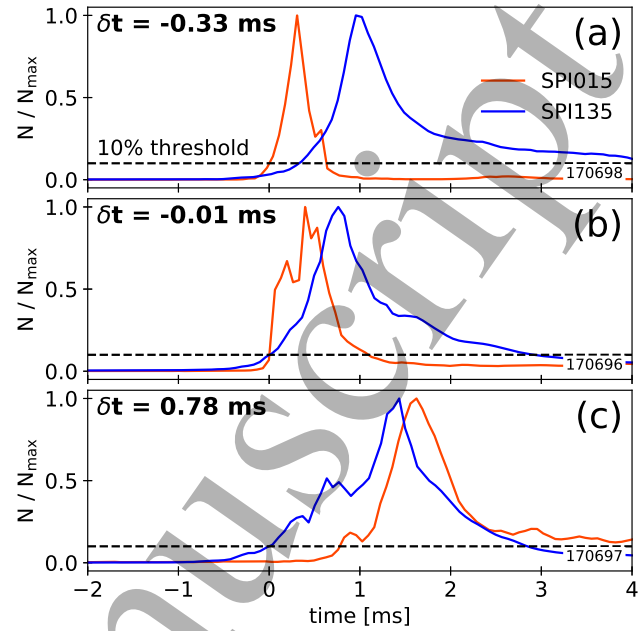 δt = -0.33 ms
(a)
SPI015
SPI135
10% threshold
170698
N / N_max
1.0
0.5
0.0
δt = -0.01 ms
(b)
170696
N / N_max
1.0
0.5
0.0
δt = 0.78 ms
(c)
170697
N / N_max
1.0
0.5
0.0
−2 −1 0 1 2 3 4
time [ms]
nuscript